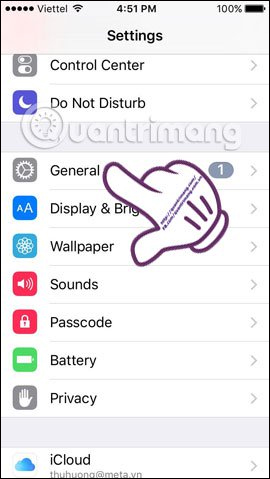 Viettel 4:51 PM 100%
Settings
Control Center
Do Not Disturb
Quantrimang
General 1
Display & Brig
Wallpaper
Sounds
Passcode
Battery
Privacy
iCloud
thuhuong@meta.vn